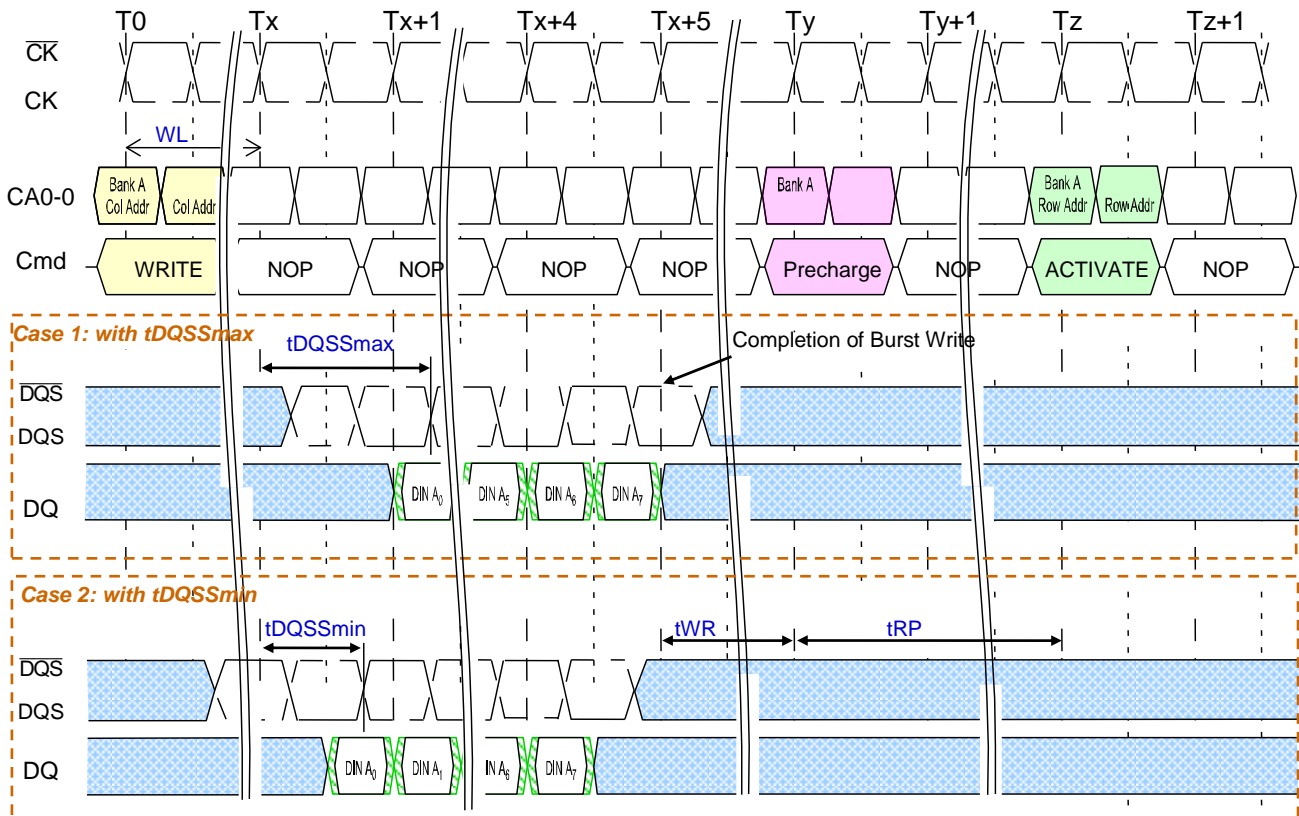 T0 Tx Tx+1 Tx+4 Tx+5 Ty Ty+1 Tz Tz+1
CK
CK
WL
CA0-0 Bank A Col Addr Col Addr Bank A Bank A Row Addr Row Addr
Cmd WRITE NOP NOP NOP NOP Precharge NOP ACTIVATE NOP
Case 1: with tDQSSmax
tDQSSmax Completion of Burst Write
DQS
DQS
DQ DIN A0 DIN A5 DIN A6 DIN A7
Case 2: with tDQSSmin
tDQSSmin tWR tRP
DQS
DQS
DQ DIN A0 DIN A1 IN A6 DIN A7